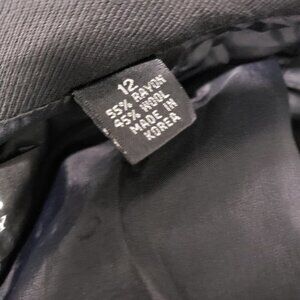 12
55% RAYON
45% WOOL
MADE IN
KOREA